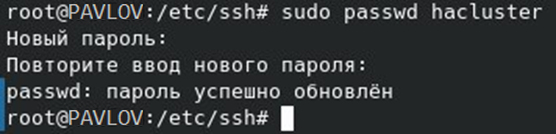 root@PAVLOV:/etc/ssh# sudo passwd hacluster
Новый пароль:
Повторите ввод нового пароля:
passwd: пароль успешно обновлён
root@PAVLOV:/etc/ssh#